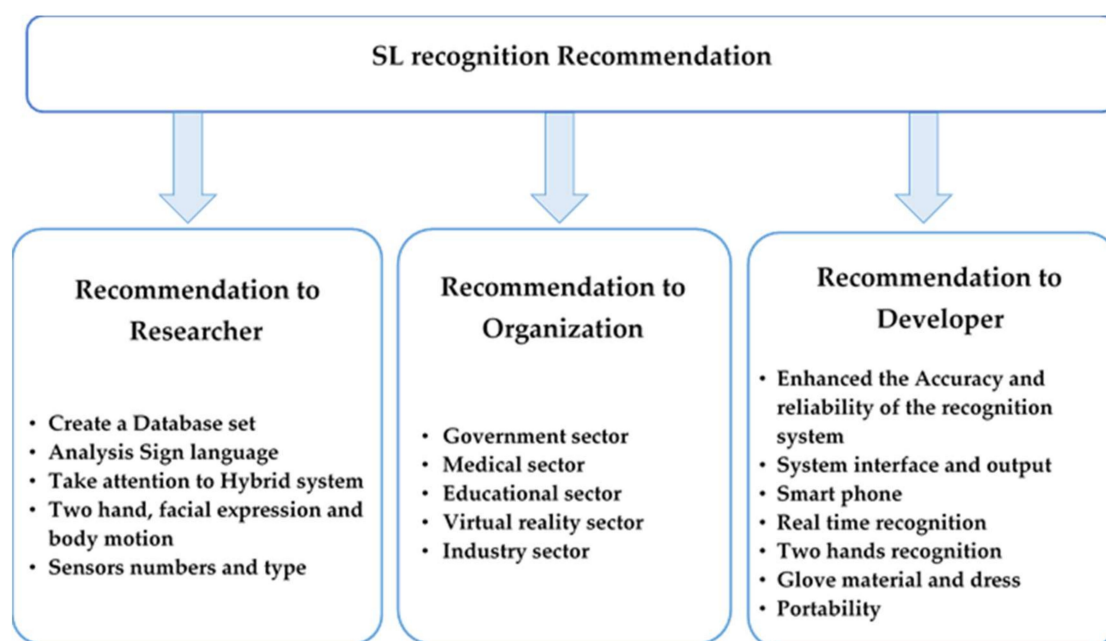 SL recognition Recommendation
Recommendation to
Researcher
• Create a Database set
• Analysis Sign language
• Take attention to Hybrid system
• Two hand, facial expression and
body motion
• Sensors numbers and type
Recommendation to
Organization
• Government sector
• Medical sector
• Educational sector
• Virtual reality sector
• Industry sector
Recommendation to
Developer
• Enhanced the Accuracy and
reliability of the recognition
system
• System interface and output
• Smart phone
• Real time recognition
• Two hands recognition
• Glove material and dress
• Portability